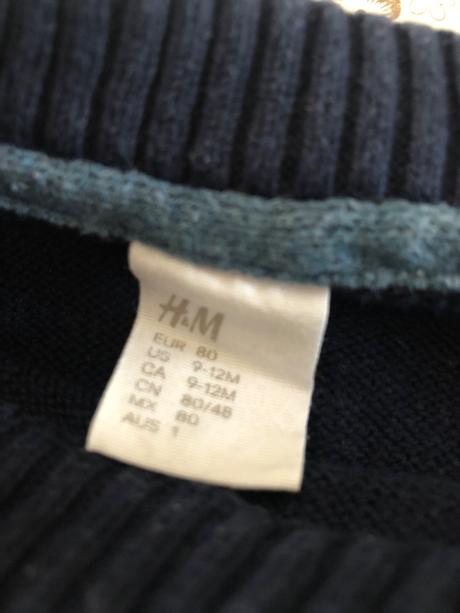 H&M
EUR 80
US 9-12M
CA 9-12M
CN 80/48
MX 80
AUS 1